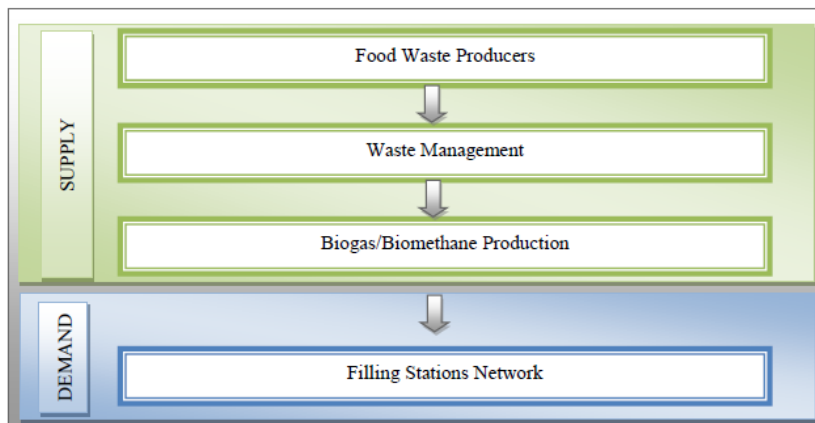 SUPPLY
Food Waste Producers
Waste Management
Biogas/Biomethane Production
DEMAND
Filling Stations Network